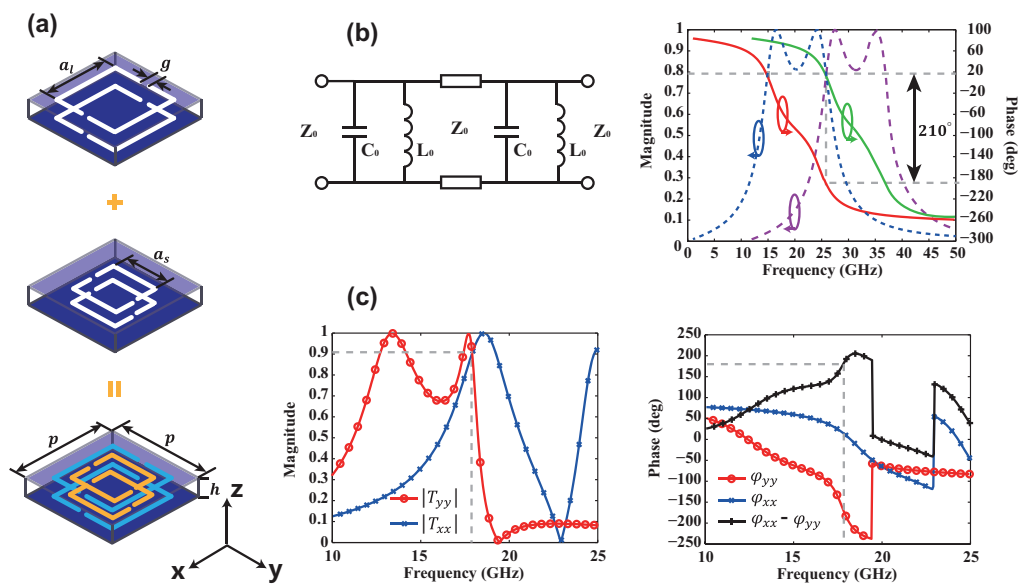 (a)
a_l
g
+
a_s
=
p
p
h
z
x
y
(b)
Z₀
C₀
L₀
Z₀
C₀
L₀
Z₀
Magnitude
1
0.9
0.8
0.7
0.6
0.5
0.4
0.3
0.2
0.1
0
0 5 10 15 20 25 30 35 40 45 50
Frequency (GHz)
100
60
20
−20
−60
−100
−140
−180
−220
−260
−300
Phase (deg)
210°
(c)
Magnitude
1
0.9
0.8
0.7
0.6
0.5
0.4
0.3
0.2
0.1
0
10 15 20 25
Frequency (GHz)
|T_yy|
|T_xx|
Phase (deg)
250
200
150
100
50
0
−50
−100
−150
−200
−250
10 15 20 25
Frequency (GHz)
φ_yy
φ_xx
φ_xx − φ_yy